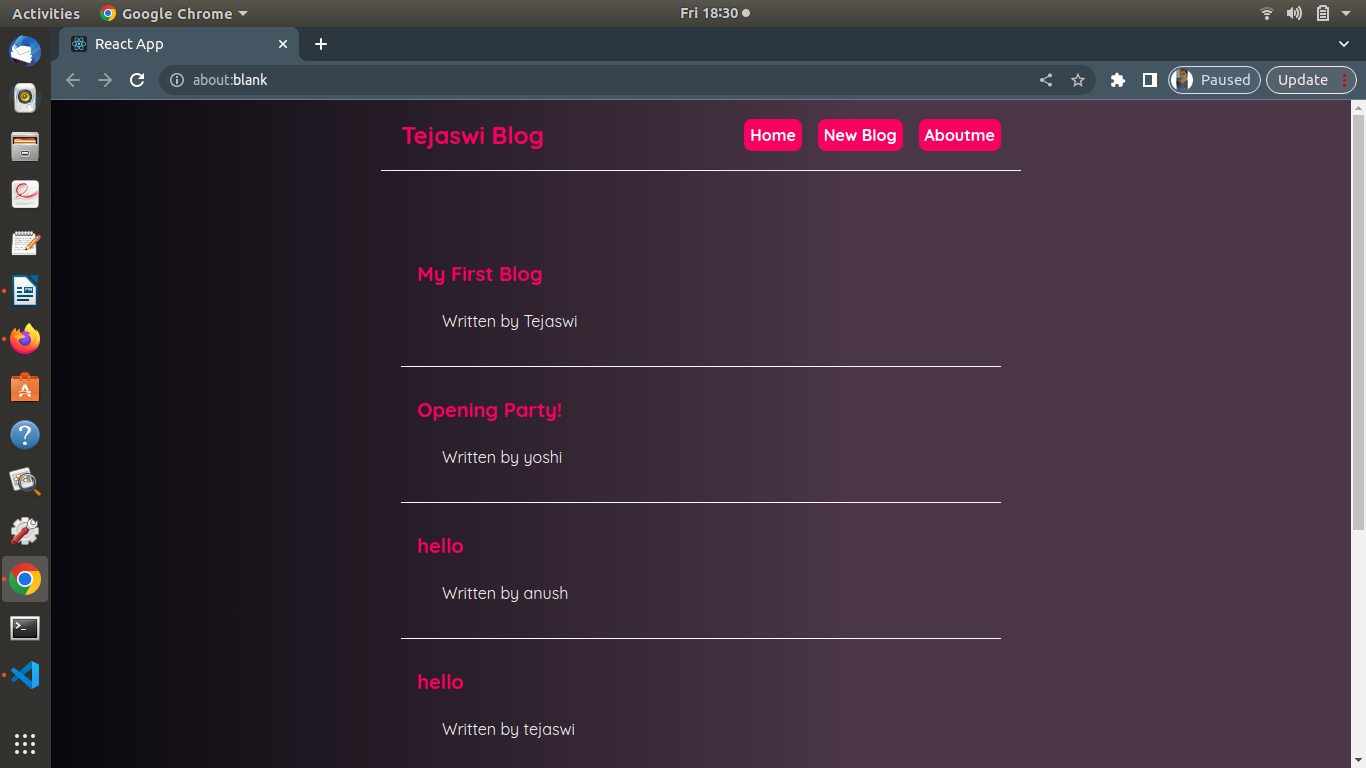 Activities Google Chrome Fri 18:30
React App
about:blank Paused Update
Tejaswi Blog Home New Blog Aboutme
My First Blog
Written by Tejaswi
Opening Party!
Written by yoshi
hello
Written by anush
hello
Written by tejaswi